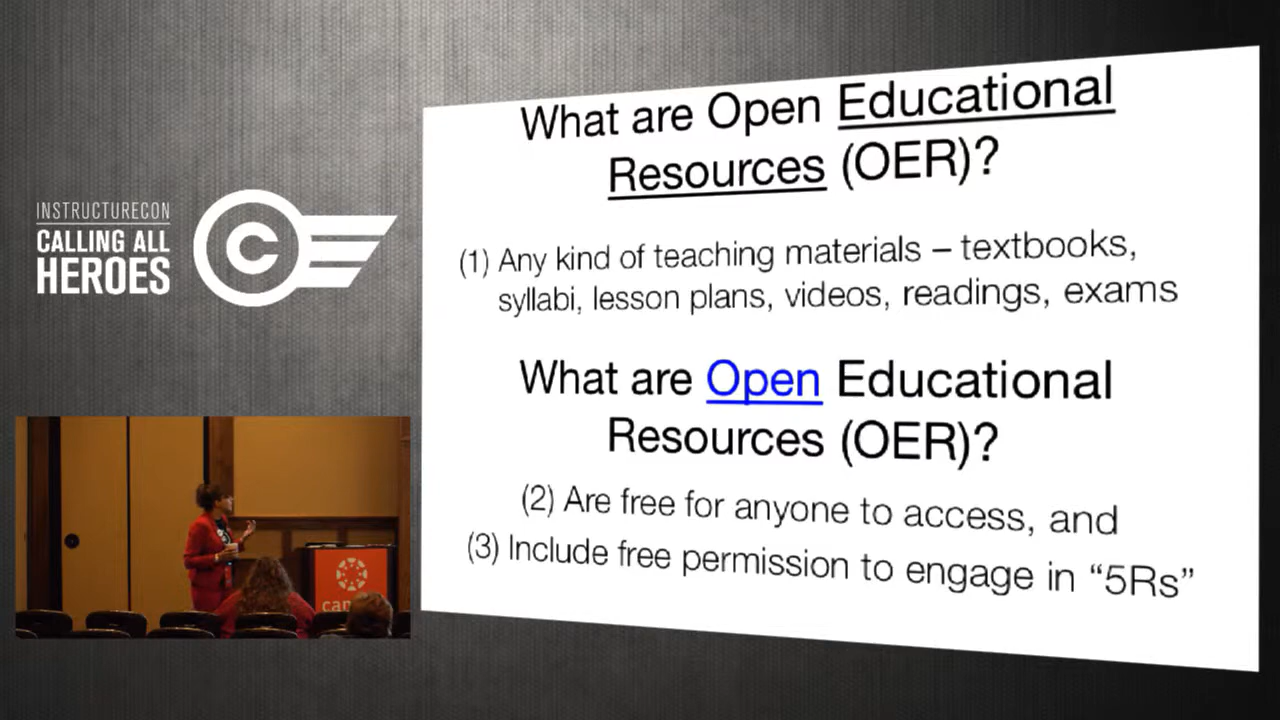 INSTRUCTURECON
CALLING ALL
HEROES
C
What are Open Educational
Resources (OER)?
(1) Any kind of teaching materials – textbooks,
syllabi, lesson plans, videos, readings, exams
What are Open Educational
Resources (OER)?
(2) Are free for anyone to access, and
(3) Include free permission to engage in “5Rs”